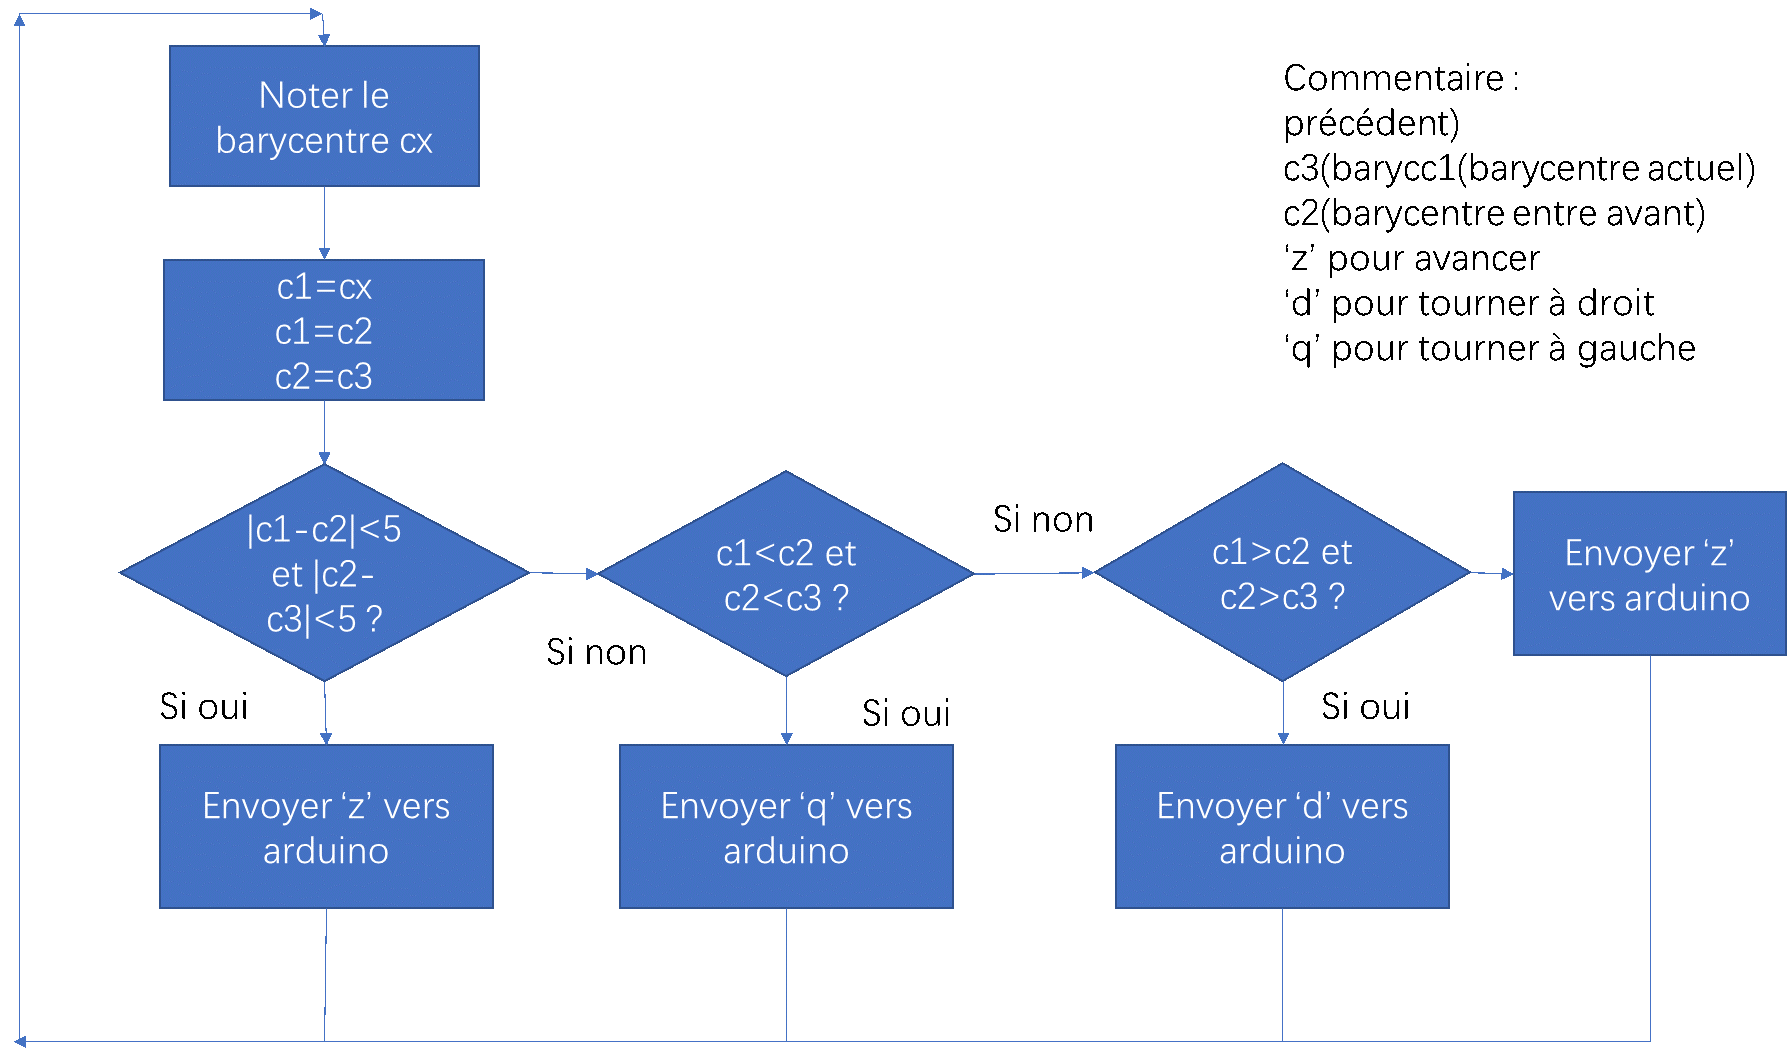 Noter le
barycentre cx
c1=cx
c1=c2
c2=c3
|c1-c2|<5
et |c2-
c3|<5 ?
Si oui
Envoyer ‘z’ vers
arduino
Si non
c1<c2 et
c2<c3 ?
Si oui
Envoyer ‘q’ vers
arduino
Si non
c1>c2 et
c2>c3 ?
Si oui
Envoyer ‘d’ vers
arduino
Envoyer ‘z’
vers arduino
Commentaire :
précédent)
c3(barycc1(barycentre actuel)
c2(barycentre entre avant)
‘z’ pour avancer
‘d’ pour tourner à droit
‘q’ pour tourner à gauche